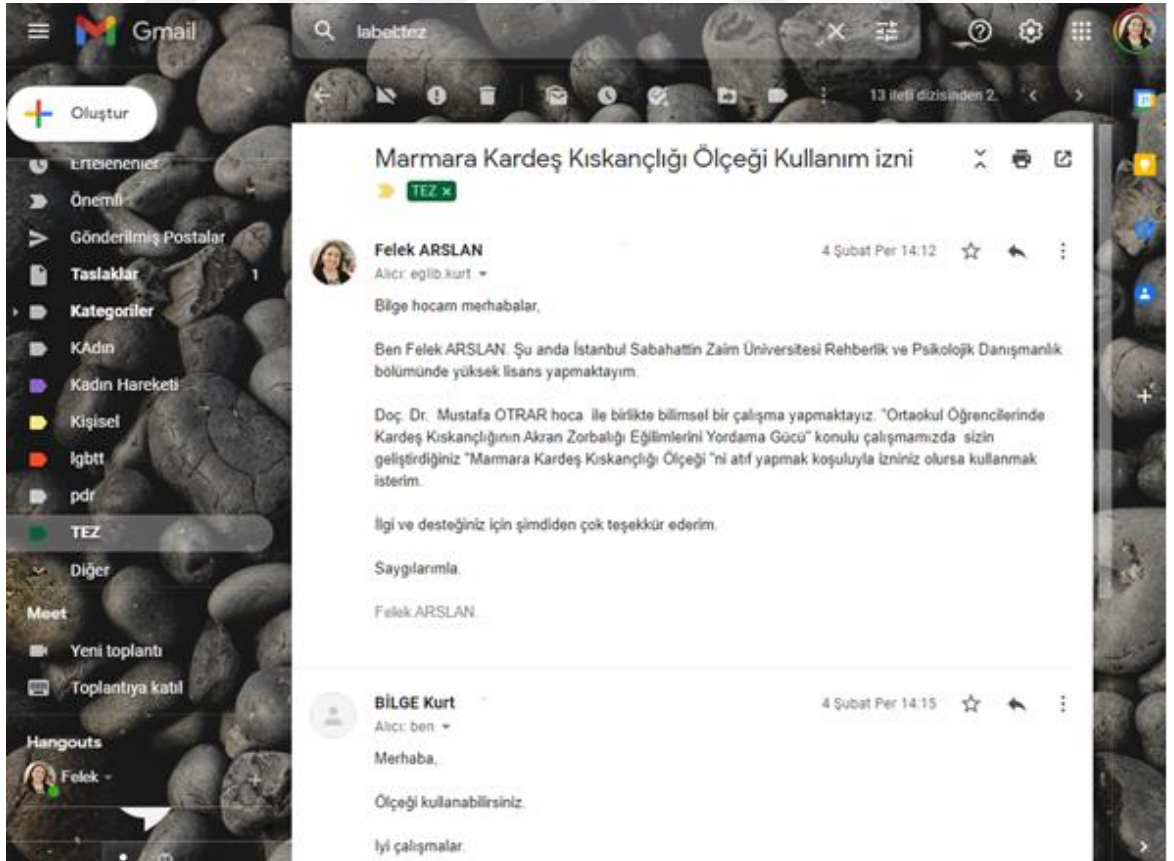 Gmail
label:tez
Oluştur
13 ileti dizisinden 2.
Ertelenenler
Önemli
Gönderilmiş Postalar
Taslaklar 1
Kategoriler
KAdın
Kadın Hareketi
Kişisel
lgbtt
pdr
TEZ
Diğer
Meet
Yeni toplantı
Toplantıya katıl
Hangouts
Felek
Marmara Kardeş Kıskançlığı Ölçeği Kullanım izni
TEZ x
Felek ARSLAN 4 Şubat Per 14:12
Alıcı: eglib.kurt
Bilge hocam merhabalar,
Ben Felek ARSLAN. Şu anda İstanbul Sabahattin Zaim Üniversitesi Rehberlik ve Psikolojik Danışmanlık
bölümünde yüksek lisans yapmaktayım.
Doç. Dr. Mustafa OTRAR hoca ile birlikte bilimsel bir çalışma yapmaktayız. "Ortaokul Öğrencilerinde
Kardeş Kıskançlığının Akran Zorbalığı Eğilimlerini Yordama Gücü" konulu çalışmamızda sizin
geliştirdiğiniz "Marmara Kardeş Kıskançlığı Ölçeği "ni atıf yapmak koşuluyla izniniz olursa kullanmak
isterim.
İlgi ve desteğiniz için şimdiden çok teşekkür ederim.
Saygılarımla.
Felek ARSLAN.
BİLGE Kurt 4 Şubat Per 14:15
Alıcı: ben
Merhaba,
Ölçeği kullanabilirsiniz.
Iyi çalışmalar.